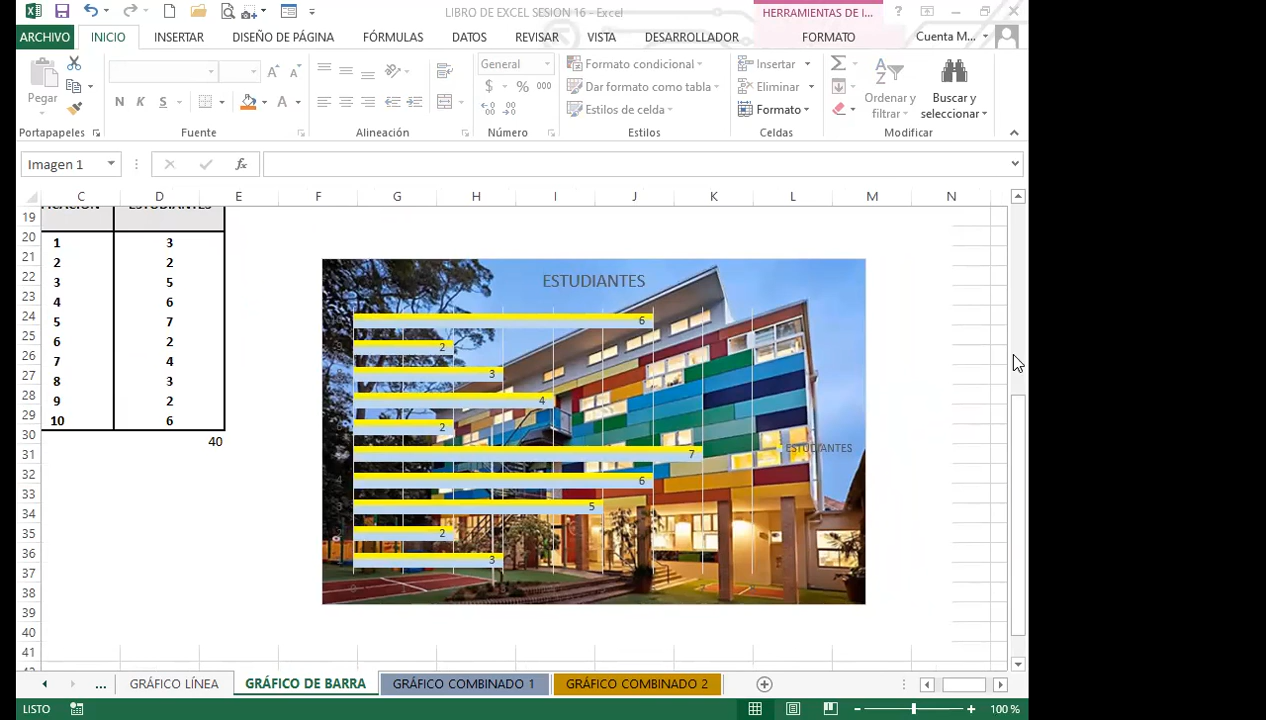 LIBRO DE EXCEL SESION 16 - Excel
HERRAMIENTAS DE I...
ARCHIVO INICIO INSERTAR DISEÑO DE PÁGINA FÓRMULAS DATOS REVISAR VISTA DESARROLLADOR FORMATO Cuenta M...
Pegar
N K S
A
General
$ % 000
Formato condicional
Dar formato como tabla
Estilos de celda
Insertar
Eliminar
Formato
Ordenar y filtrar
Buscar y seleccionar
Portapapeles Fuente Alineación Número Estilos Celdas Modificar
Imagen 1
fx
C D E F G H I J K L M N
19 ESTUDIANTES
20 1 3
21 2 2
22 3 5
23 4 6
24 5 7
25 6 2
26 7 4
27 8 3
28 9 2
29 10 6
30 40
31
32
33
34
35
36
37
38
39
40
41
ESTUDIANTES
6
2
3
4
2
7
6
5
2
3
ESTUDIANTES
... GRÁFICO LÍNEA GRÁFICO DE BARRA GRÁFICO COMBINADO 1 GRÁFICO COMBINADO 2
LISTO 100 %